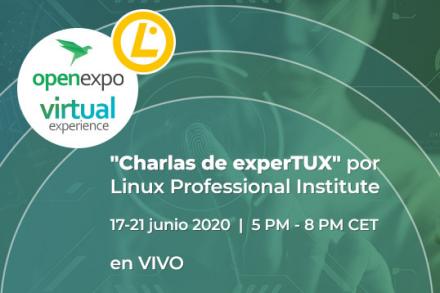 openexpo
virtual
experience
"Charlas de experTUX" por
Linux Professional Institute
17-21 junio 2020 | 5 PM - 8 PM CET
en VIVO